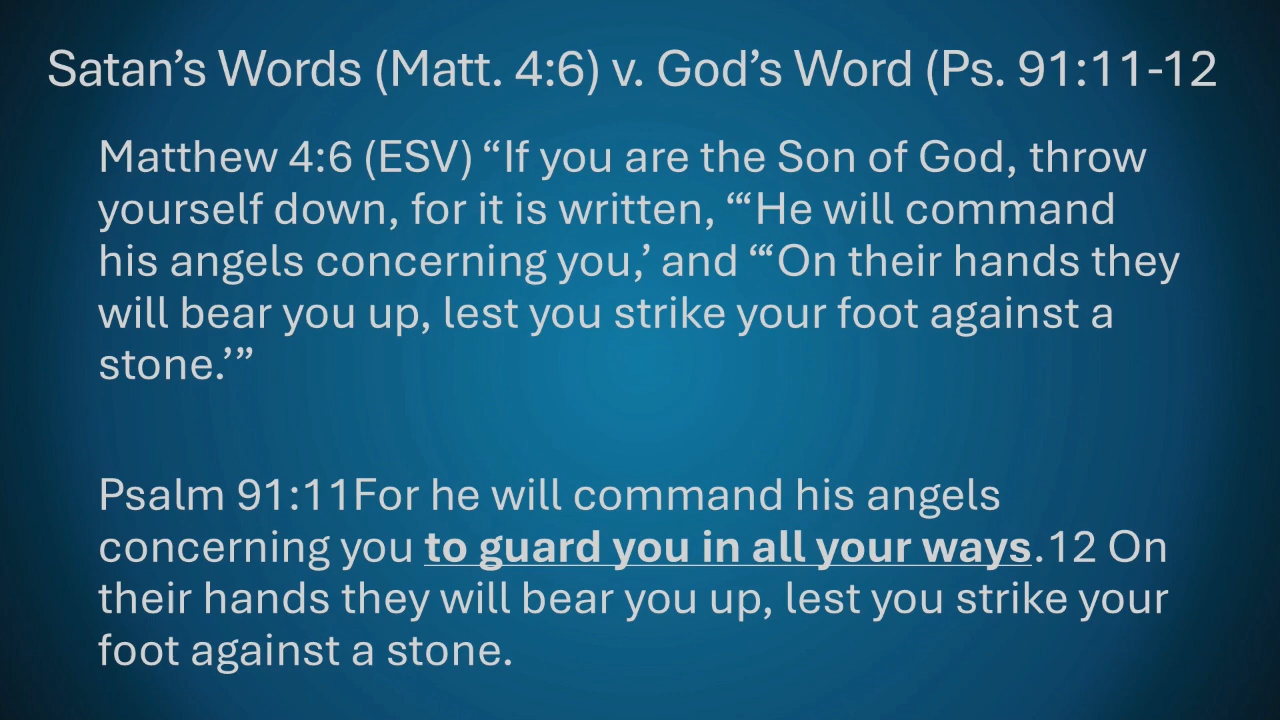 Satan’s Words (Matt. 4:6) v. God’s Word (Ps. 91:11-12
Matthew 4:6 (ESV) “If you are the Son of God, throw
yourself down, for it is written, “‘He will command
his angels concerning you,’ and “‘On their hands they
will bear you up, lest you strike your foot against a
stone.’”
Psalm 91:11For he will command his angels
concerning you to guard you in all your ways.12 On
their hands they will bear you up, lest you strike your
foot against a stone.